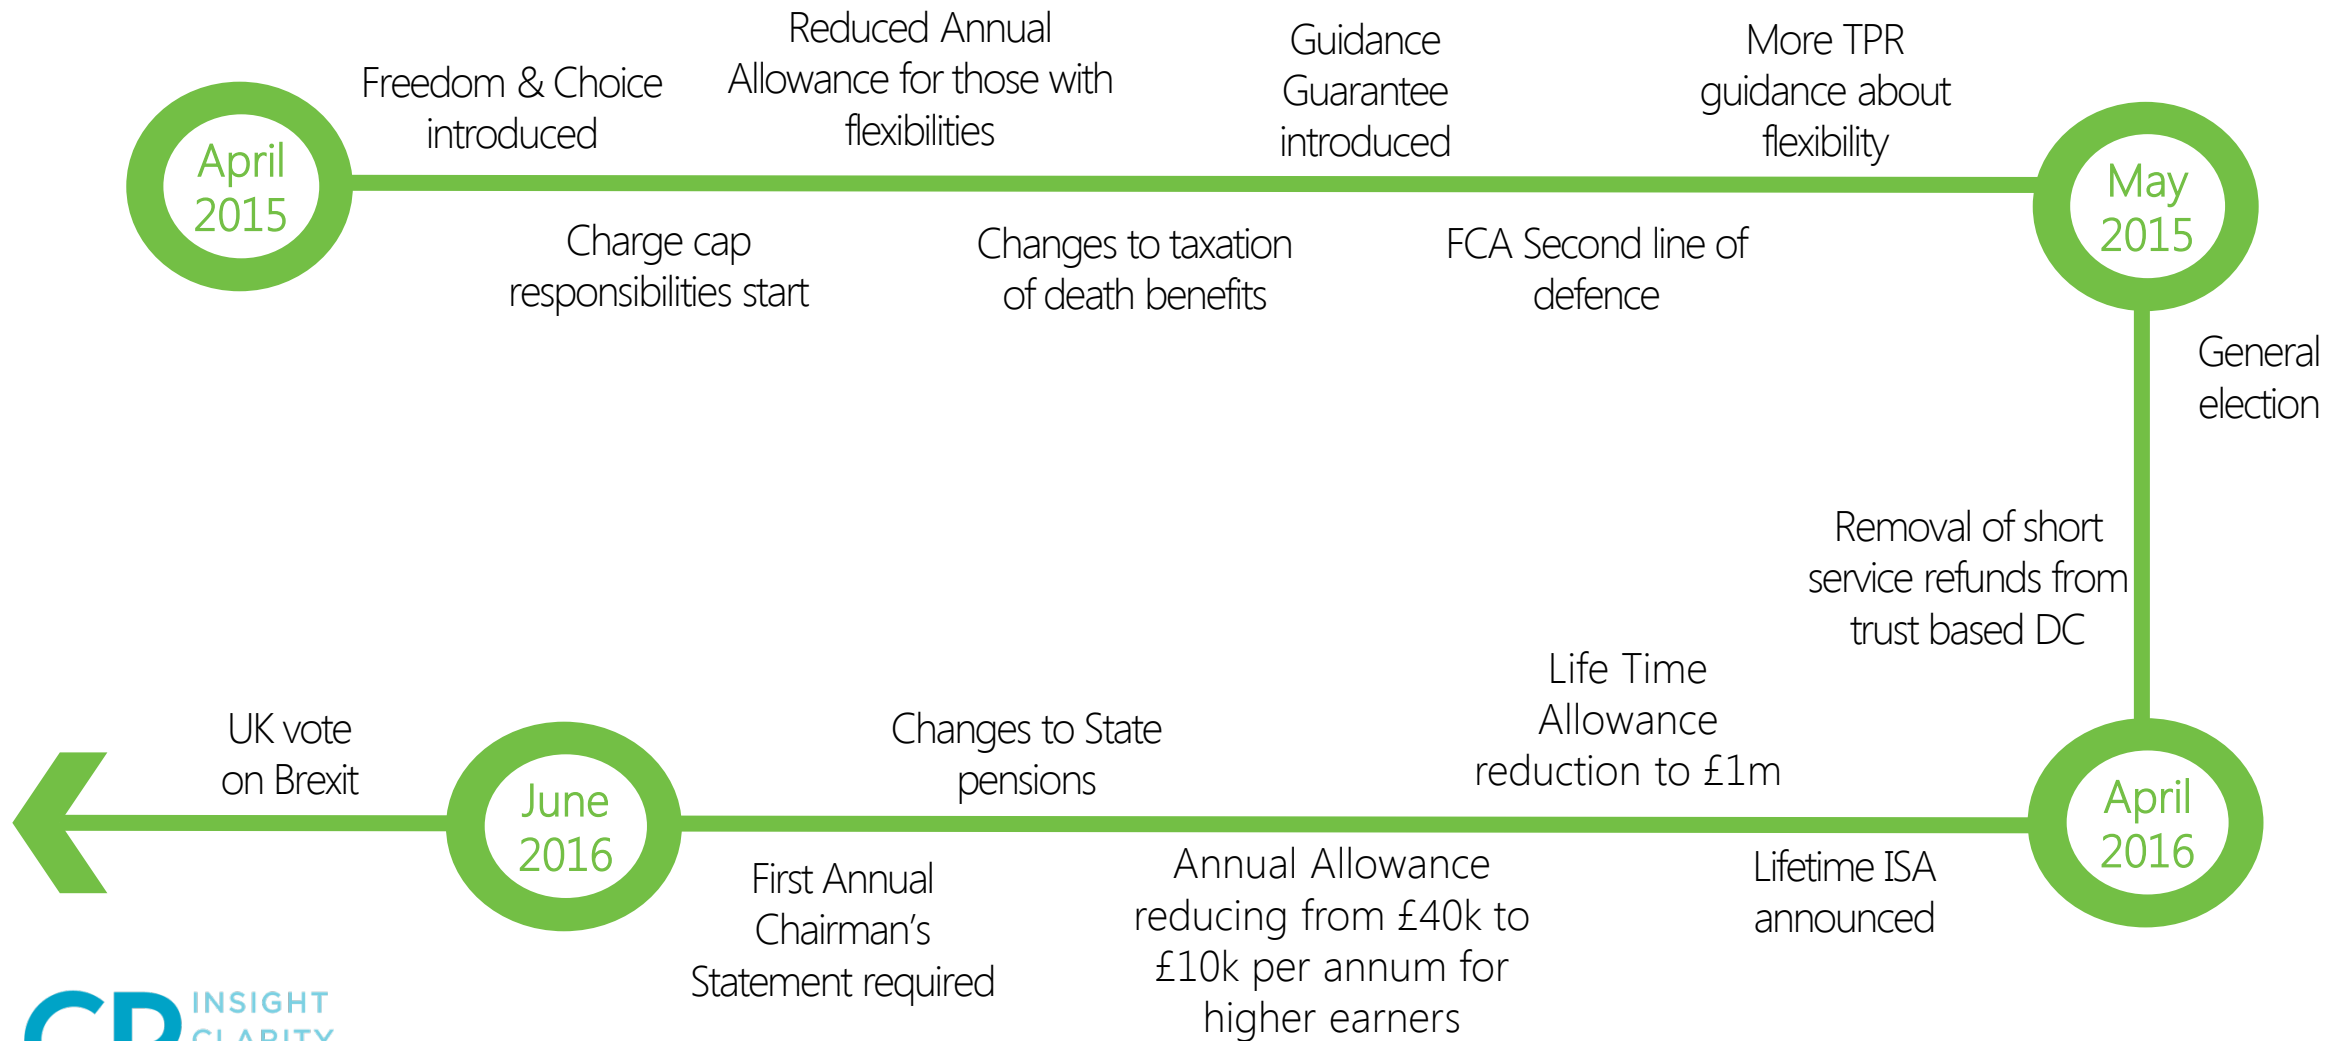 April
2015
Freedom & Choice
introduced
Charge cap
responsibilities start
Reduced Annual
Allowance for those with
flexibilities
Changes to taxation
of death benefits
Guidance
Guarantee
introduced
FCA Second line of
defence
More TPR
guidance about
flexibility
May
2015
General
election
Removal of short
service refunds from
trust based DC
April
2016
Lifetime ISA
announced
Life Time
Allowance
reduction to £1m
Annual Allowance
reducing from £40k to
£10k per annum for
higher earners
Changes to State
pensions
First Annual
Chairman’s
Statement required
June
2016
UK vote
on Brexit
INSIGHT
CLARITY